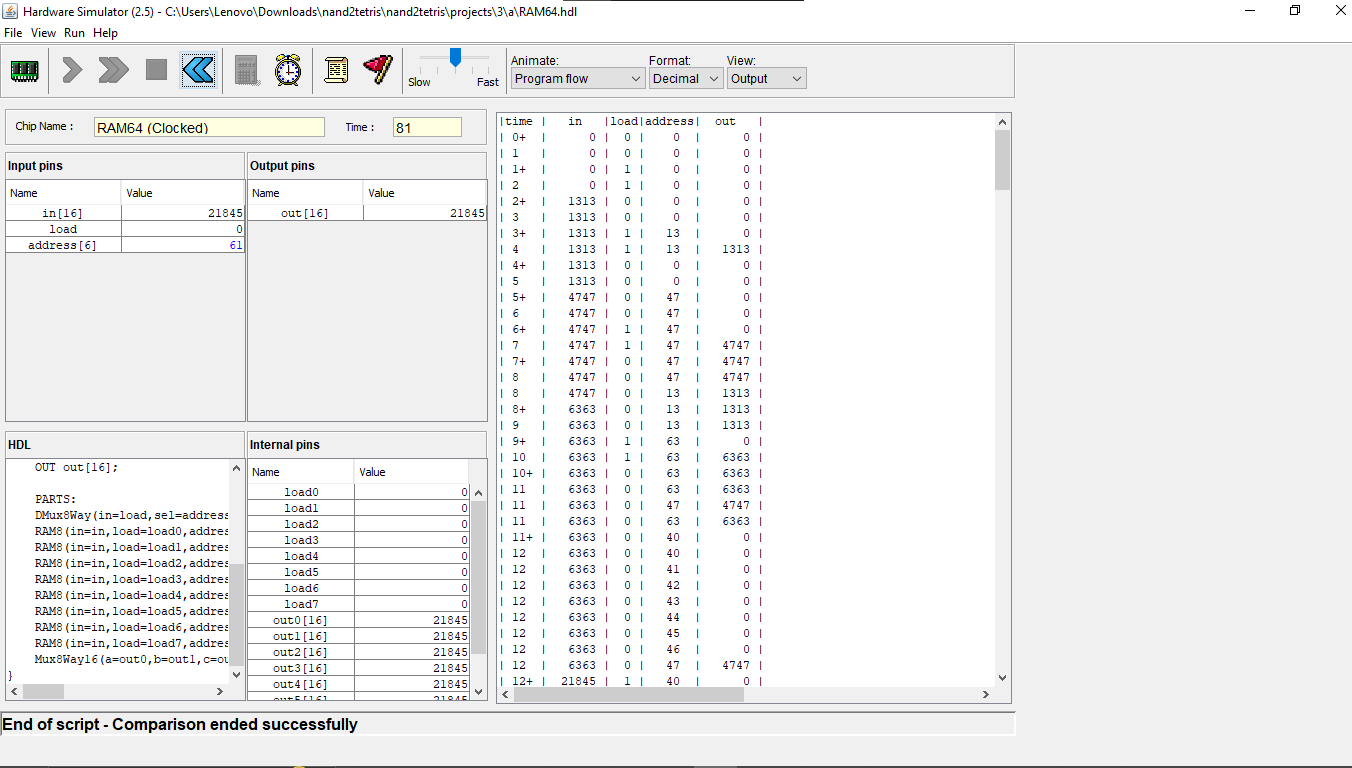 Hardware Simulator (2.5) - C:\Users\Lenovo\Downloads\nand2tetris\nand2tetris\projects\3\a\RAM64.hdl
File View Run Help
Slow Fast
Animate: Format: View:
Program flow Decimal Output
Chip Name : RAM64 (Clocked) Time : 81
Input pins
Name Value
in[16] 21845
load 0
address[6] 61
Output pins
Name Value
out[16] 21845
HDL
OUT out[16];
PARTS:
DMux8Way(in=load,sel=address
RAM8(in=in,load=load0,addres
RAM8(in=in,load=load1,addres
RAM8(in=in,load=load2,addres
RAM8(in=in,load=load3,addres
RAM8(in=in,load=load4,addres
RAM8(in=in,load=load5,addres
RAM8(in=in,load=load6,addres
RAM8(in=in,load=load7,addres
Mux8Way16(a=out0,b=out1,c=ou
}
Internal pins
Name Value
load0 0
load1 0
load2 0
load3 0
load4 0
load5 0
load6 0
load7 0
out0[16] 21845
out1[16] 21845
out2[16] 21845
out3[16] 21845
out4[16] 21845
|time | in |load|address| out |
| 0+ | 0 | 0 | 0 | 0 |
| 1 | 0 | 0 | 0 | 0 |
| 1+ | 0 | 1 | 0 | 0 |
| 2 | 0 | 1 | 0 | 0 |
| 2+ | 1313 | 0 | 0 | 0 |
| 3 | 1313 | 0 | 0 | 0 |
| 3+ | 1313 | 1 | 13 | 0 |
| 4 | 1313 | 1 | 13 | 1313 |
| 4+ | 1313 | 0 | 0 | 0 |
| 5 | 1313 | 0 | 0 | 0 |
| 5+ | 4747 | 0 | 47 | 0 |
| 6 | 4747 | 0 | 47 | 0 |
| 6+ | 4747 | 1 | 47 | 0 |
| 7 | 4747 | 1 | 47 | 4747 |
| 7+ | 4747 | 0 | 47 | 4747 |
| 8 | 4747 | 0 | 47 | 4747 |
| 8 | 4747 | 0 | 13 | 1313 |
| 8+ | 6363 | 0 | 13 | 1313 |
| 9 | 6363 | 0 | 13 | 1313 |
| 9+ | 6363 | 1 | 63 | 0 |
| 10 | 6363 | 1 | 63 | 6363 |
| 10+ | 6363 | 0 | 63 | 6363 |
| 11 | 6363 | 0 | 63 | 6363 |
| 11 | 6363 | 0 | 47 | 4747 |
| 11 | 6363 | 0 | 63 | 6363 |
| 11+ | 6363 | 0 | 40 | 0 |
| 12 | 6363 | 0 | 40 | 0 |
| 12 | 6363 | 0 | 41 | 0 |
| 12 | 6363 | 0 | 42 | 0 |
| 12 | 6363 | 0 | 43 | 0 |
| 12 | 6363 | 0 | 44 | 0 |
| 12 | 6363 | 0 | 45 | 0 |
| 12 | 6363 | 0 | 46 | 0 |
| 12 | 6363 | 0 | 47 | 4747 |
| 12+ | 21845 | 1 | 40 | 0 |
End of script - Comparison ended successfully